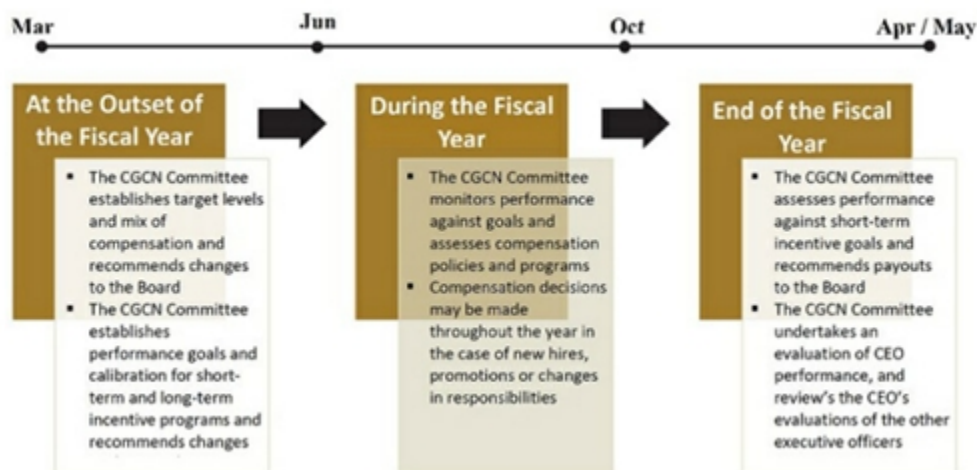 Mar
Jun
Oct
Apr / May
At the Outset of
the Fiscal Year
▪ The CGCN Committee
establishes target levels
and mix of
compensation and
recommends changes
to the Board
▪ The CGCN Committee
establishes
performance goals and
calibration for short-
term and long-term
incentive programs and
recommends changes
During the Fiscal
Year
▪ The CGCN Committee
monitors performance
against goals and
assesses compensation
policies and programs
▪ Compensation decisions
may be made
throughout the year in
the case of new hires,
promotions or changes
in responsibilities
End of the Fiscal
Year
▪ The CGCN Committee
assesses performance
against short-term
incentive goals and
recommends payouts
to the Board
▪ The CGCN Committee
undertakes an
evaluation of CEO
performance, and
review's the CEO's
evaluations of the other
executive officers